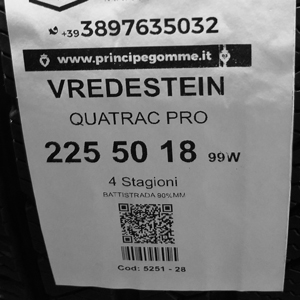 +39 3897635032
www.principegomme.it
VREDESTEIN
QUATRAC PRO
225 50 18 99W
4 Stagioni
BATTISTRADA 90%MM
Cod: 5251 - 28